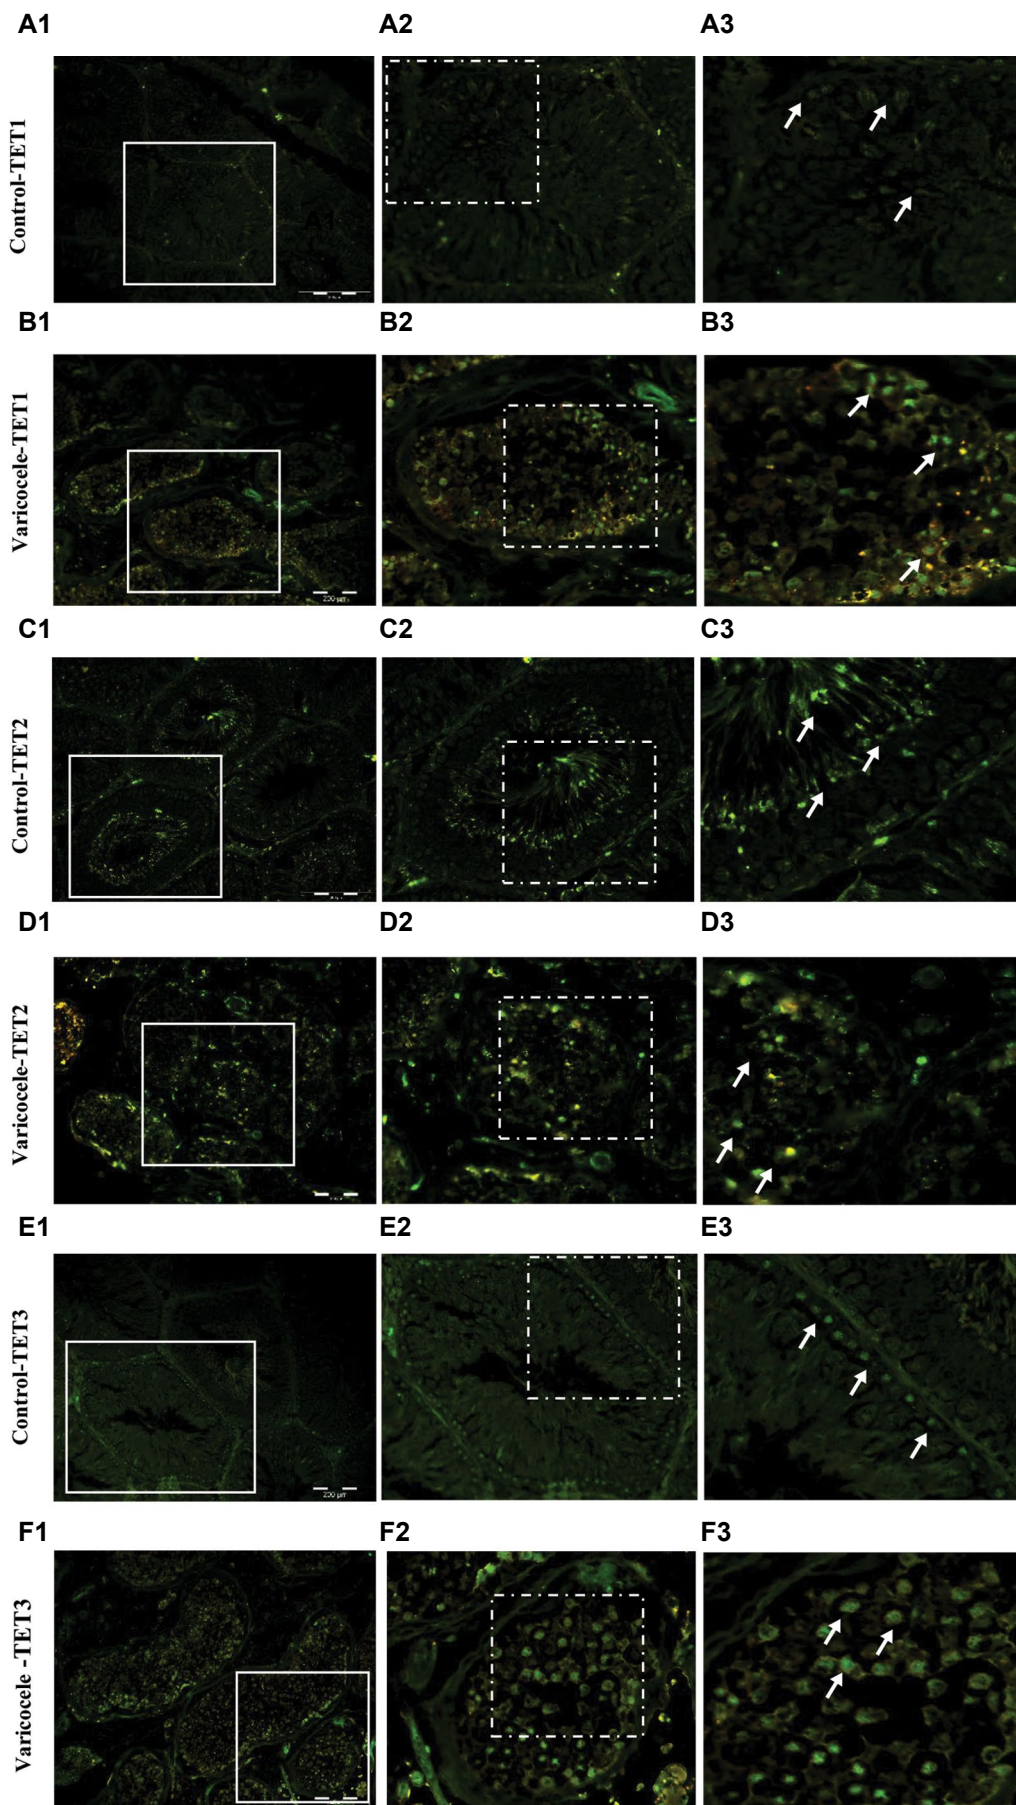 A1
A2
A3
Control-TET1
A1
B1
B2
B3
Varicocele-TET1
200 µm
C1
C2
C3
Control-TET2
D1
D2
D3
Varicocele-TET2
E1
E2
E3
Control-TET3
200 µm
F1
F2
F3
Varicocele -TET3